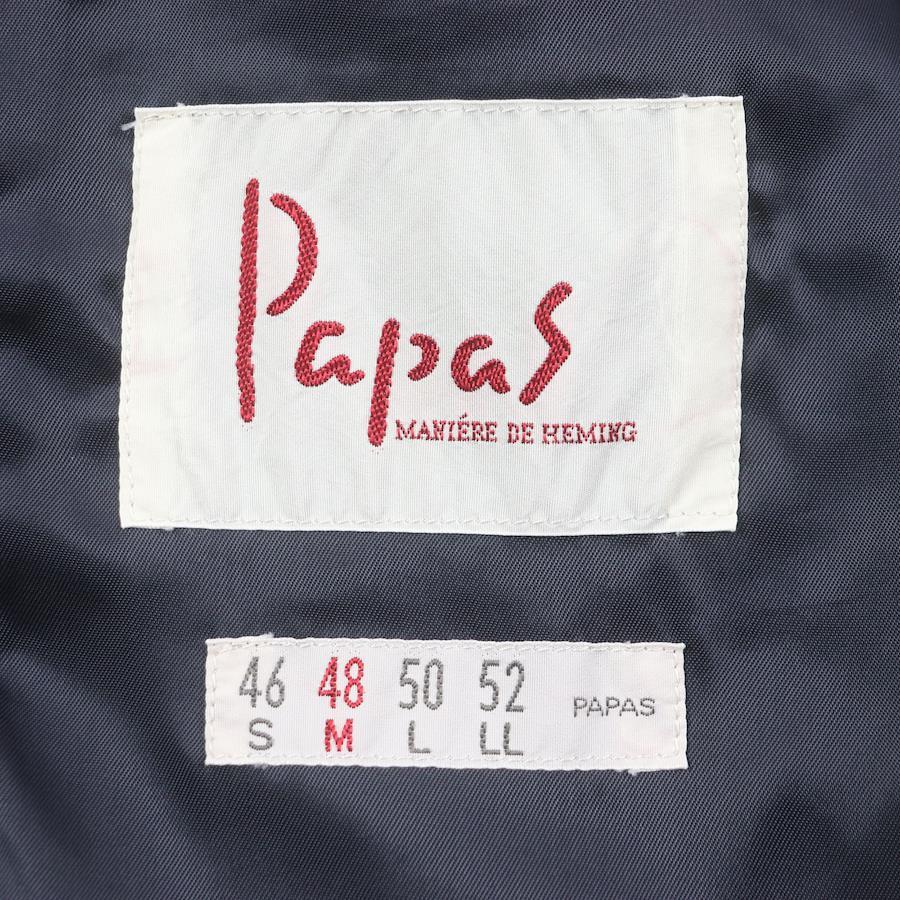 Papas
MANIÉRE DE HEMING
46 48 50 52
S M L LL
PAPAS